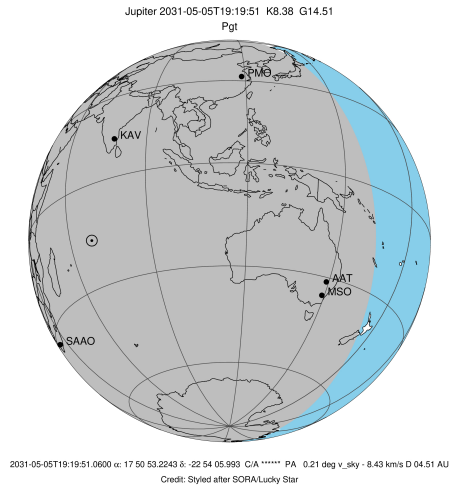 Jupiter 2031-05-05T19:19:51 K8.38 G14.51
Pgt
PMO
KAV
AAT
MSO
SAAO
2031-05-05T19:19:51.0600 α: 17 50 53.2243 δ: -22 54 05.993 C/A ****** PA 0.21 deg v_sky - 8.43 km/s D 04.51 AU
Credit: Styled after SORA/Lucky Star